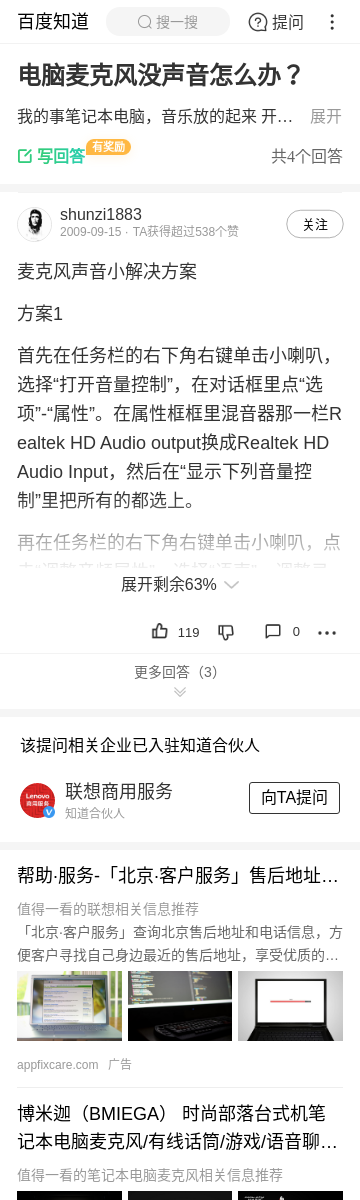 百度知道
搜一搜
提问
电脑麦克风没声音怎么办？
我的事笔记本电脑，音乐放的起来 开…
展开
写回答
有奖励
共4个回答
shunzi1883
2009-09-15 · TA获得超过538个赞
关注
麦克风声音小解决方案
方案1
首先在任务栏的右下角右键单击小喇叭，
选择“打开音量控制”，在对话框里点“选
项”-“属性”。在属性框框里混音器那一栏R
ealtek HD Audio output换成Realtek HD
Audio Input，然后在“显示下列音量控
制”里把所有的都选上。
再在任务栏的右下角右键单击小喇叭，点
展开剩余63%
119
0
更多回答（3）
该提问相关企业已入驻知道合伙人
Lenovo
商用服务
联想商用服务
知道合伙人
向TA提问
帮助·服务-「北京·客户服务」售后地址…
值得一看的联想相关信息推荐
「北京·客户服务」查询北京售后地址和电话信息，方
便客户寻找自己身边最近的售后地址，享受优质的…
appfixcare.com 广告
博米迦（BMIEGA） 时尚部落台式机笔
记本电脑麦克风/有线话筒/游戏/语音聊…
值得一看的笔记本电脑麦克风相关信息推荐